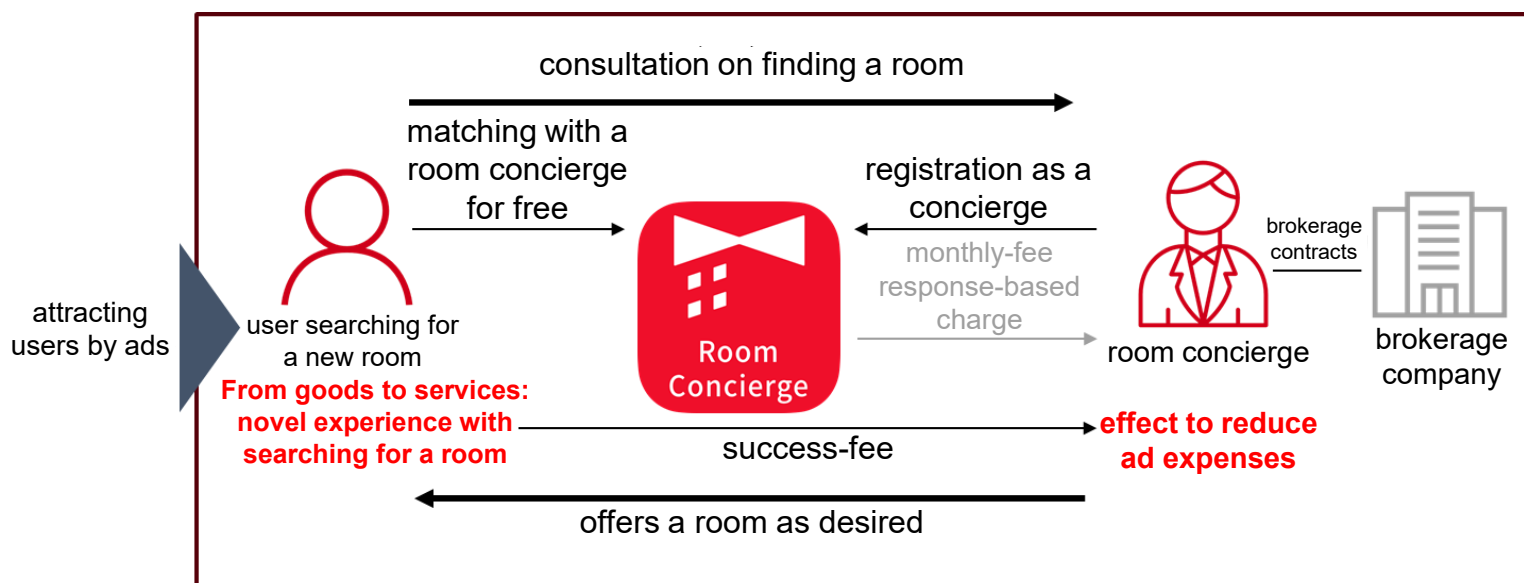 consultation on finding a room
matching with a
room concierge
for free
registration as a
concierge
monthly-fee
response-based
charge
brokerage
contracts
attracting
users by ads
user searching for
a new room
From goods to services:
novel experience with
searching for a room
Room
Concierge
room concierge
brokerage
company
success-fee
effect to reduce
ad expenses
offers a room as desired